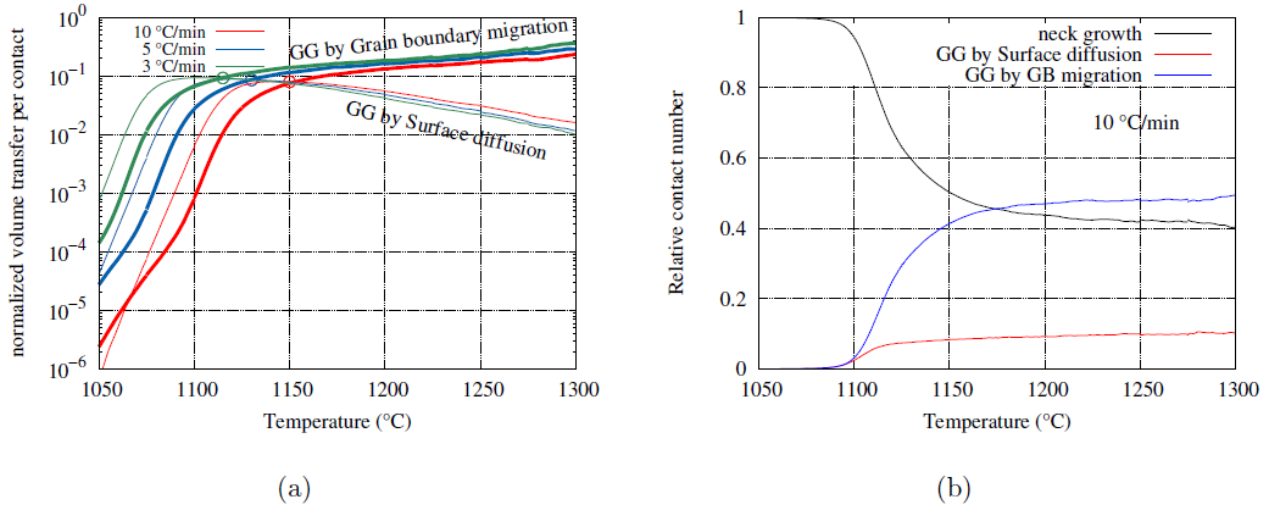 normalized volume transfer per contact
10⁰
10⁻¹
10⁻²
10⁻³
10⁻⁴
10⁻⁵
10⁻⁶
10 °C/min
5 °C/min
3 °C/min
GG by Grain boundary migration
GG by Surface diffusion
1050 1100 1150 1200 1250 1300
Temperature (°C)
(a)
Relative contact number
1
0.8
0.6
0.4
0.2
0
neck growth
GG by Surface diffusion
GG by GB migration
10 °C/min
1050 1100 1150 1200 1250 1300
Temperature (°C)
(b)